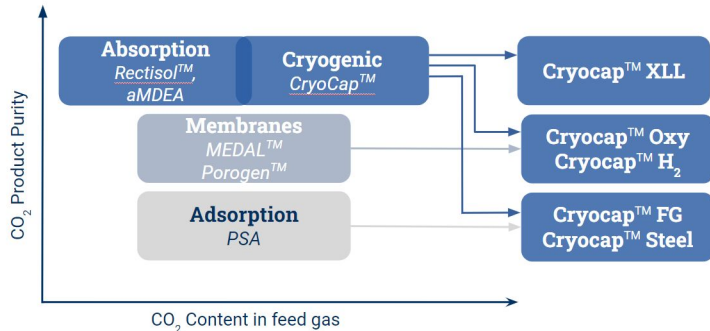 CO₂ Product Purity
Absorption
Rectisol™,
aMDEA
Cryogenic
CryoCap™
Membranes
MEDAL™
Porogen™
Adsorption
PSA
Cryocap™ XLL
Cryocap™ Oxy
Cryocap™ H₂
Cryocap™ FG
Cryocap™ Steel
CO₂ Content in feed gas